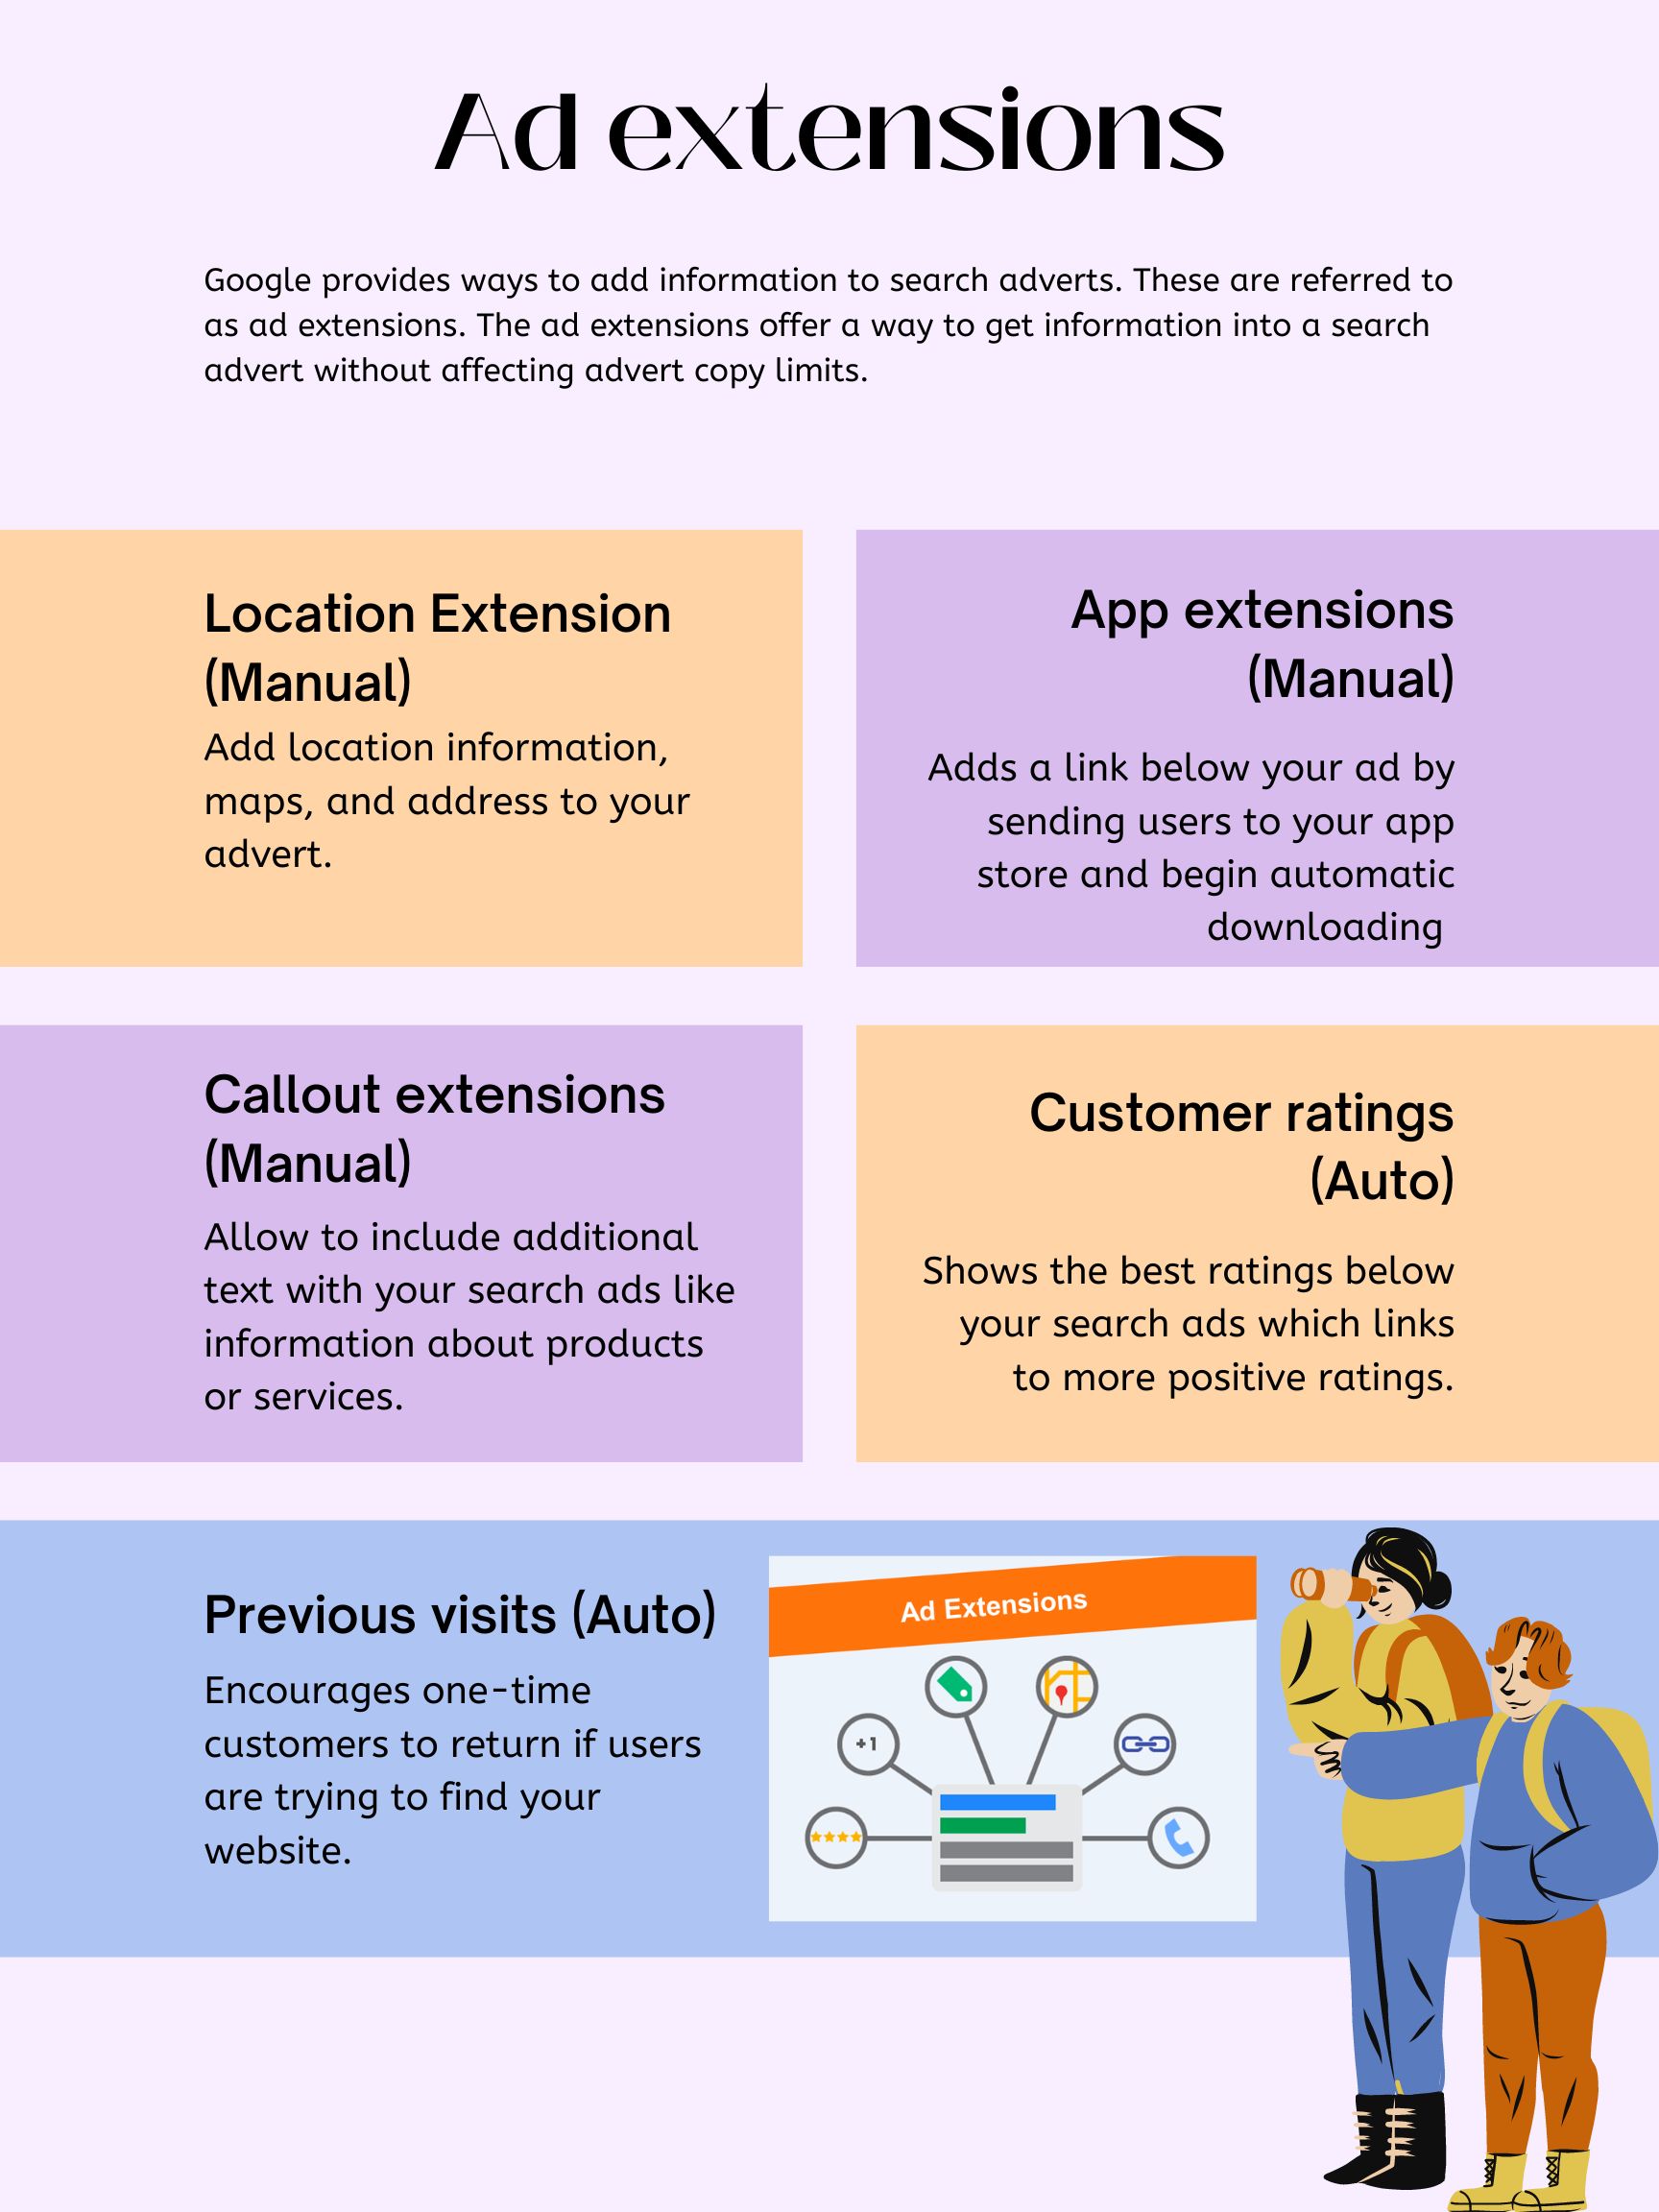 Ad extensions
Google provides ways to add information to search adverts. These are referred to
as ad extensions. The ad extensions offer a way to get information into a search
advert without affecting advert copy limits.
Location Extension
(Manual)
Add location information,
maps, and address to your
advert.
App extensions
(Manual)
Adds a link below your ad by
sending users to your app
store and begin automatic
downloading
Callout extensions
(Manual)
Allow to include additional
text with your search ads like
information about products
or services.
Customer ratings
(Auto)
Shows the best ratings below
your search ads which links
to more positive ratings.
Previous visits (Auto)
Encourages one-time
customers to return if users
are trying to find your
website.
Ad Extensions
+1